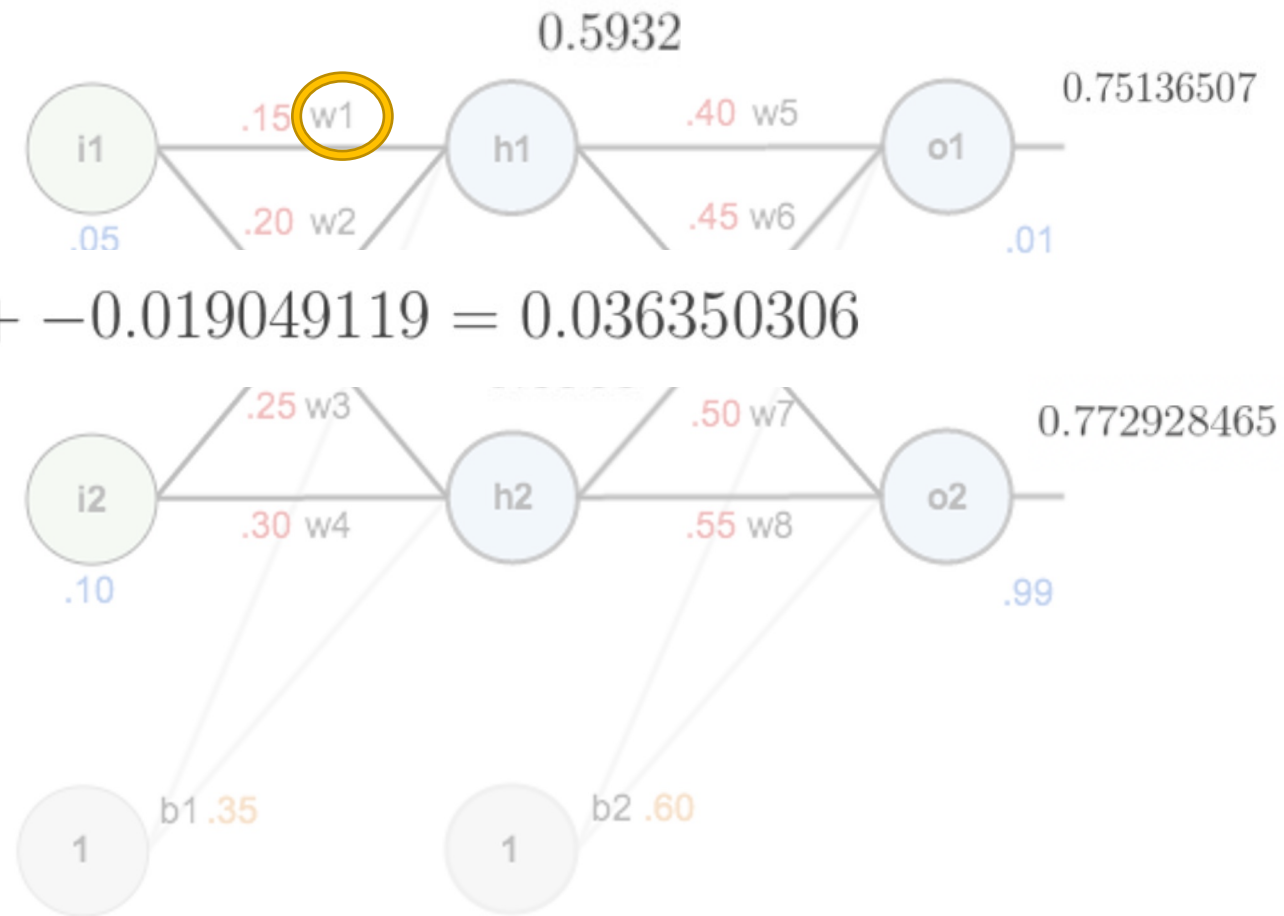 0.5932
0.75136507
.15 w1
.40 w5
i1
h1
o1
.20 w2
.45 w6
.05
.01
−0.019049119 = 0.036350306
.25 w3
.50 w7
0.772928465
i2
h2
o2
.30 w4
.55 w8
.10
.99
b1 .35
b2 .60
1
1